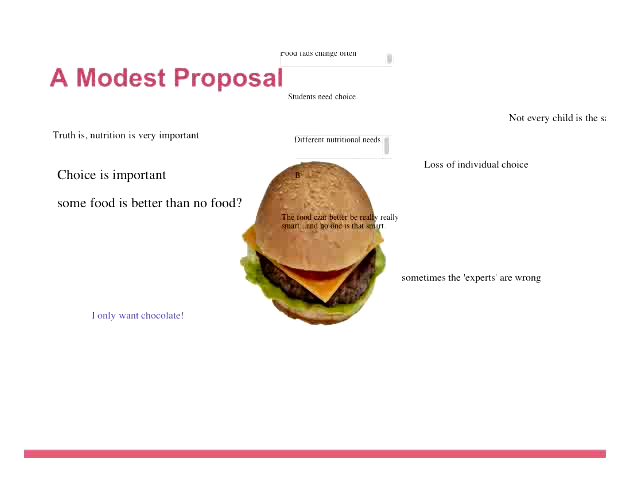 Food fads change often
A Modest Proposal
Students need choice
Not every child is the sa
Truth is, nutrition is very important
Different nutritional needs
Loss of individual choice
Choice is important
B
some food is better than no food?
The food czar better be really really
smart...and no one is that smart.
sometimes the 'experts' are wrong
I only want chocolate!